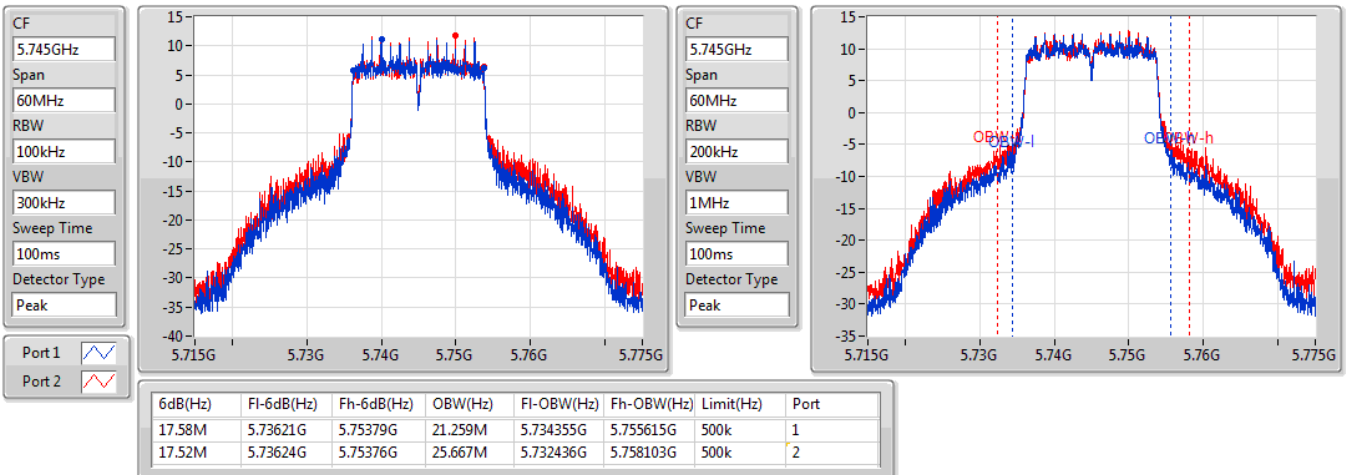 CF
5.745GHz
Span
60MHz
RBW
100kHz
VBW
300kHz
Sweep Time
100ms
Detector Type
Peak
Port 1
Port 2
15
10
5
0
-5
-10
-15
-20
-25
-30
-35
-40
5.715G 5.73G 5.74G 5.75G 5.76G 5.775G
CF
5.745GHz
Span
60MHz
RBW
200kHz
VBW
1MHz
Sweep Time
100ms
Detector Type
Peak
15
10
5
0
-5
-10
-15
-20
-25
-30
-35
OBW-l OBW-h
5.715G 5.73G 5.74G 5.75G 5.76G 5.775G
6dB(Hz) Fl-6dB(Hz) Fh-6dB(Hz) OBW(Hz) Fl-OBW(Hz) Fh-OBW(Hz) Limit(Hz) Port
17.58M 5.73621G 5.75379G 21.259M 5.734355G 5.755615G 500k 1
17.52M 5.73624G 5.75376G 25.667M 5.732436G 5.758103G 500k 2